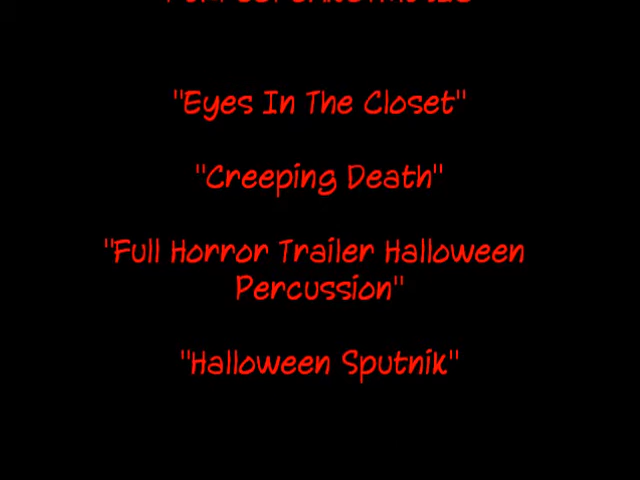 "Eyes In The Closet"
"Creeping Death"
"Full Horror Trailer Halloween
Percussion"
"Halloween Sputnik"